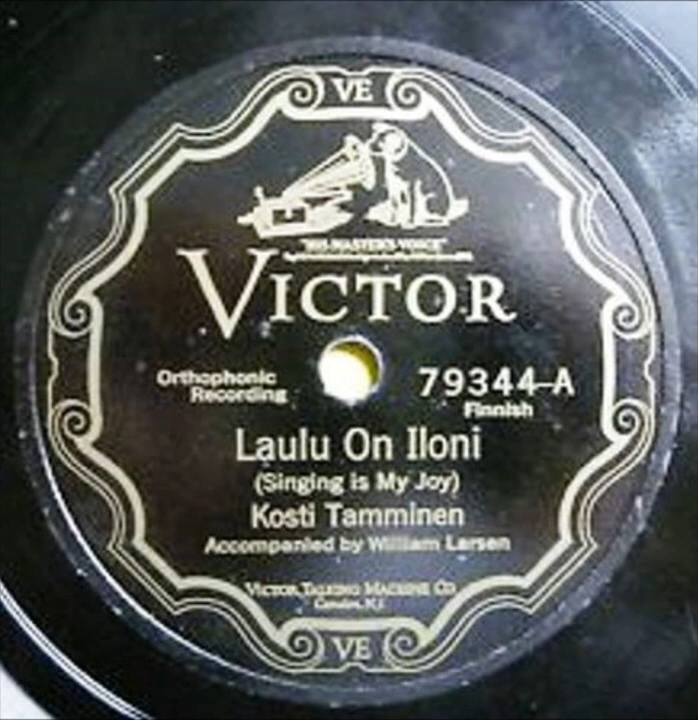 VE
"HIS MASTER'S VOICE"
VICTOR
Orthophonic
Recording
79344-A
Finnish
Laulu On Iloni
(Singing is My Joy)
Kosti Tamminen
Accompanied by William Larsen
VICTOR TALKING MACHINE CO.
Camden, N.J.
VE